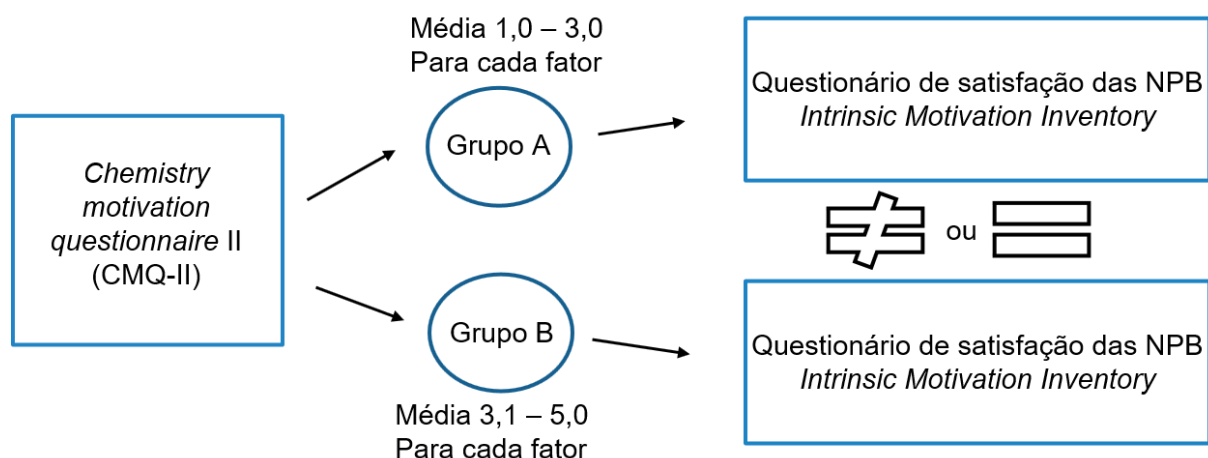 Chemistry
motivation
questionnaire II
(CMQ-II)
Média 1,0 – 3,0
Para cada fator
Grupo A
Questionário de satisfação das NPB
Intrinsic Motivation Inventory
≠ ou =
Grupo B
Média 3,1 – 5,0
Para cada fator
Questionário de satisfação das NPB
Intrinsic Motivation Inventory